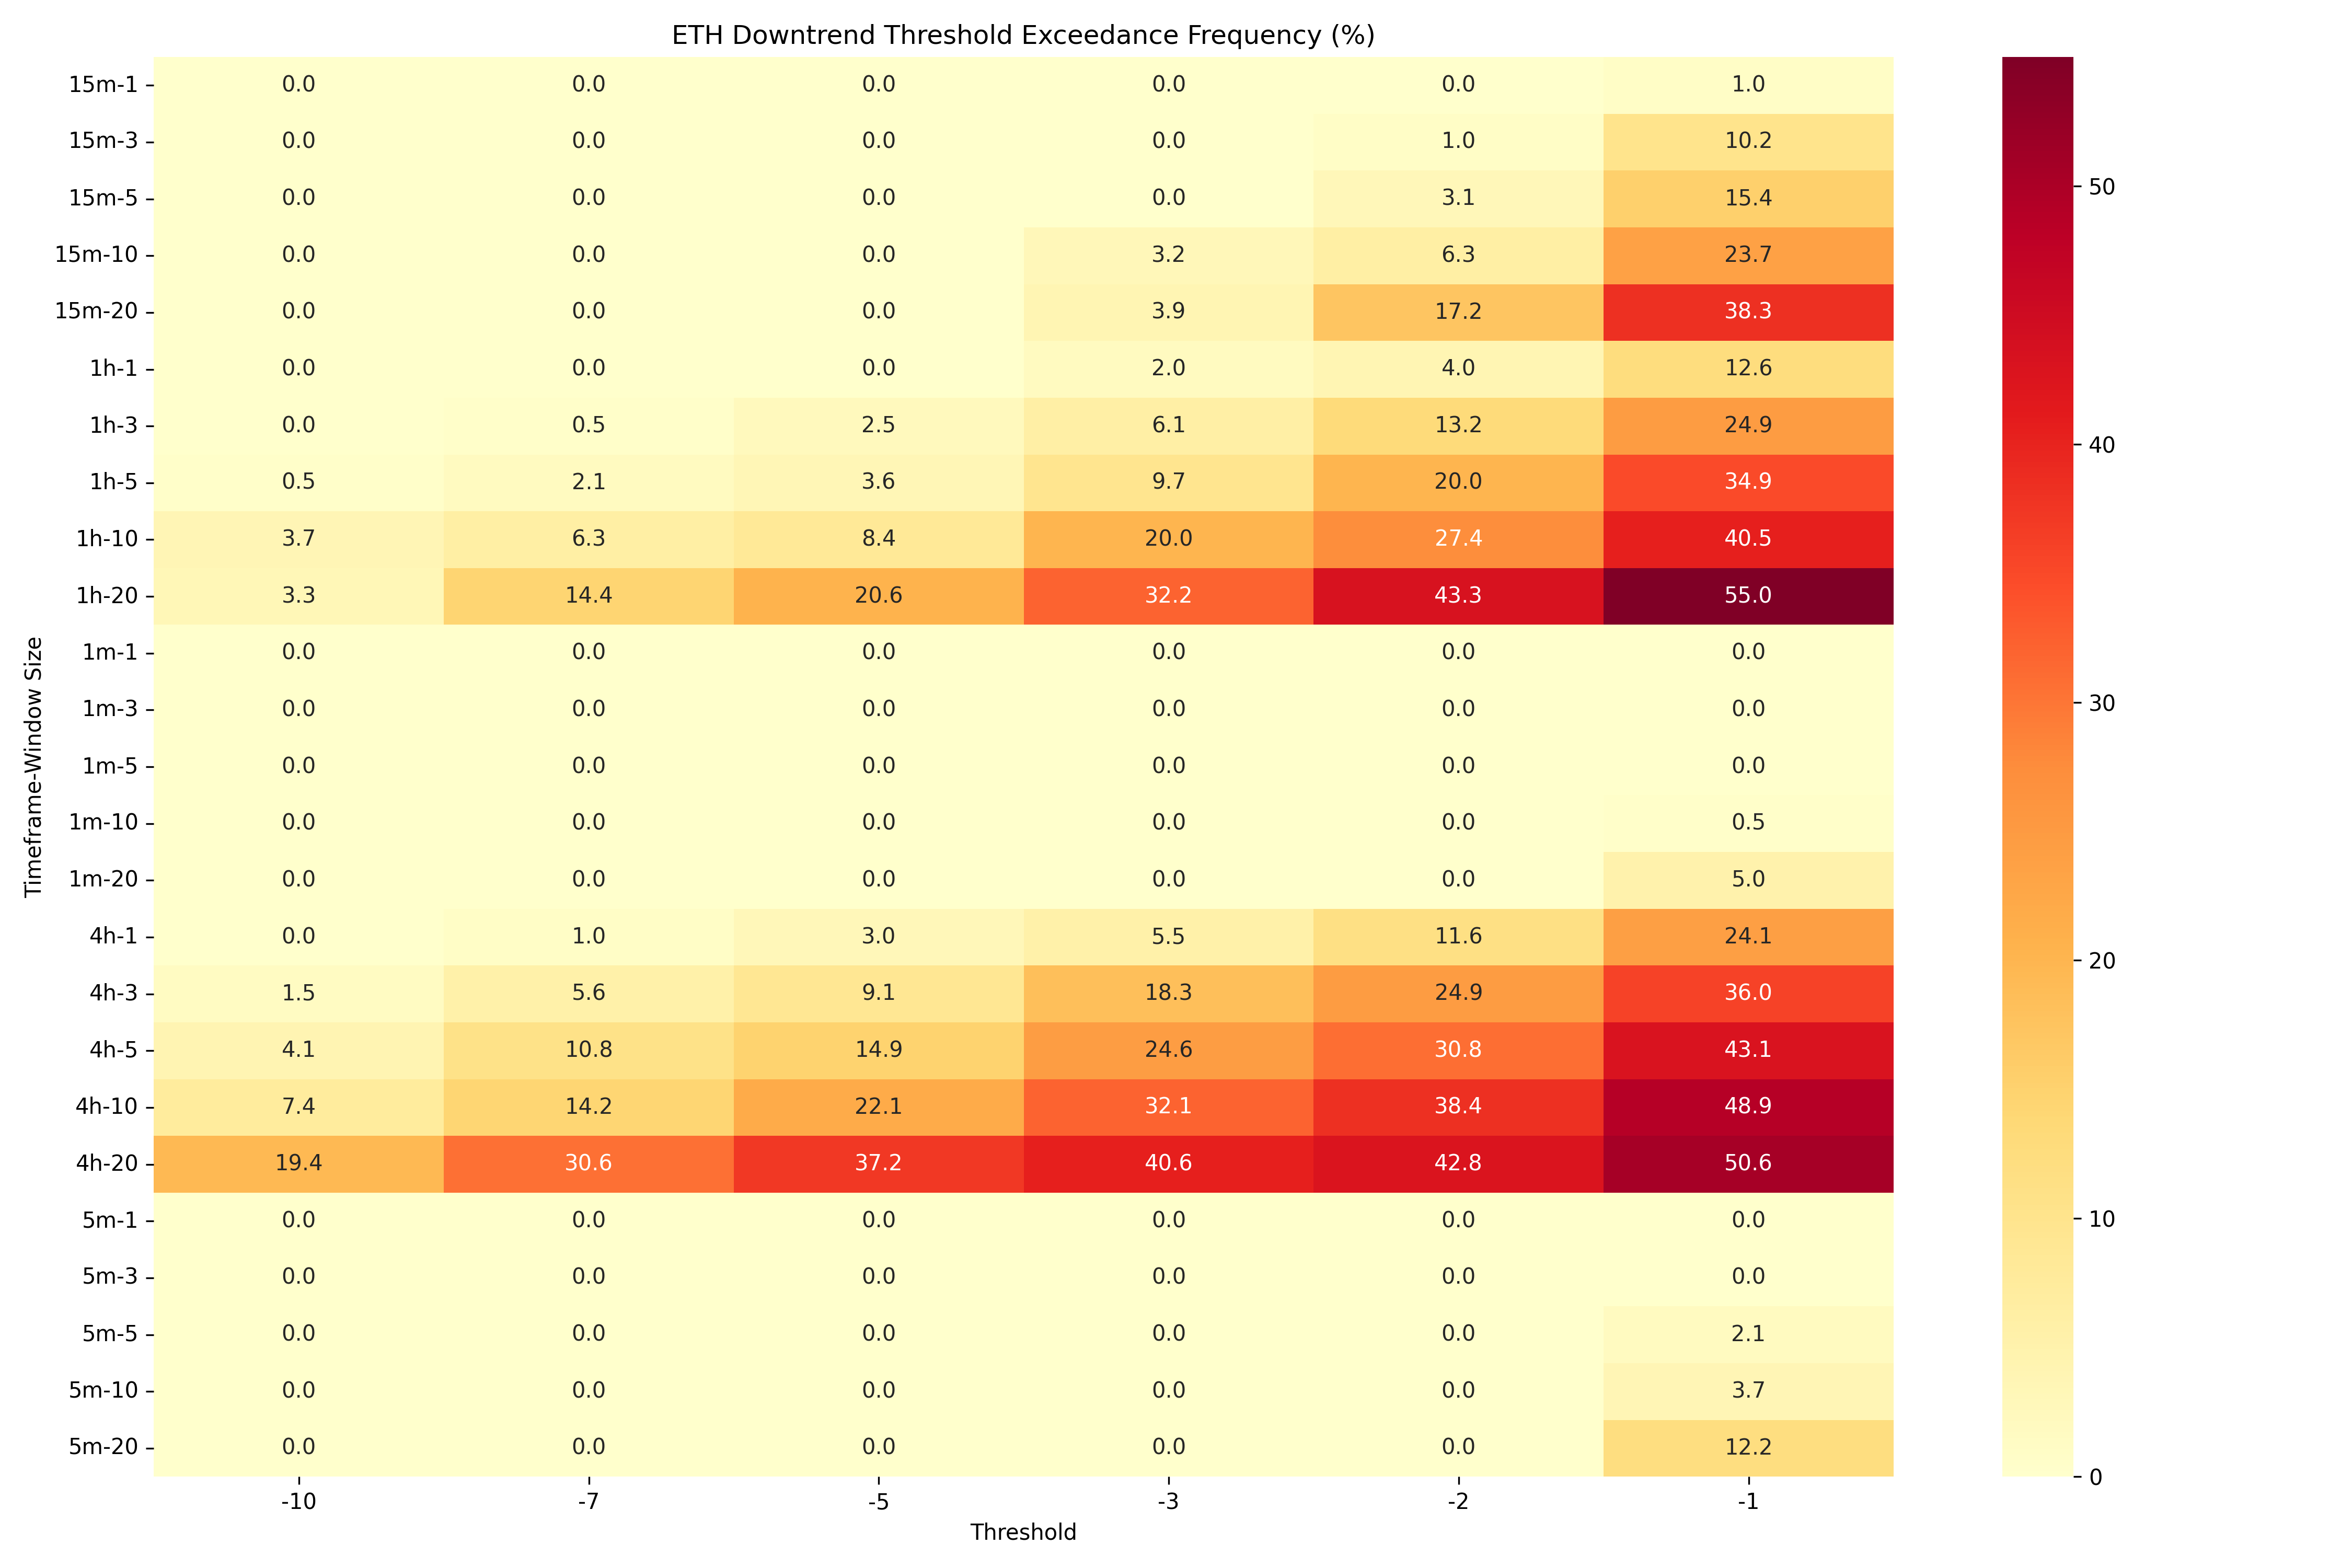 ETH Downtrend Threshold Exceedance Frequency (%)
15m-1 0.0 0.0 0.0 0.0 0.0 1.0
15m-3 0.0 0.0 0.0 0.0 1.0 10.2
15m-5 0.0 0.0 0.0 0.0 3.1 15.4
15m-10 0.0 0.0 0.0 3.2 6.3 23.7
15m-20 0.0 0.0 0.0 3.9 17.2 38.3
1h-1 0.0 0.0 0.0 2.0 4.0 12.6
1h-3 0.0 0.5 2.5 6.1 13.2 24.9
1h-5 0.5 2.1 3.6 9.7 20.0 34.9
1h-10 3.7 6.3 8.4 20.0 27.4 40.5
1h-20 3.3 14.4 20.6 32.2 43.3 55.0
1m-1 0.0 0.0 0.0 0.0 0.0 0.0
1m-3 0.0 0.0 0.0 0.0 0.0 0.0
1m-5 0.0 0.0 0.0 0.0 0.0 0.0
1m-10 0.0 0.0 0.0 0.0 0.0 0.5
1m-20 0.0 0.0 0.0 0.0 0.0 5.0
4h-1 0.0 1.0 3.0 5.5 11.6 24.1
4h-3 1.5 5.6 9.1 18.3 24.9 36.0
4h-5 4.1 10.8 14.9 24.6 30.8 43.1
4h-10 7.4 14.2 22.1 32.1 38.4 48.9
4h-20 19.4 30.6 37.2 40.6 42.8 50.6
5m-1 0.0 0.0 0.0 0.0 0.0 0.0
5m-3 0.0 0.0 0.0 0.0 0.0 0.0
5m-5 0.0 0.0 0.0 0.0 0.0 2.1
5m-10 0.0 0.0 0.0 0.0 0.0 3.7
5m-20 0.0 0.0 0.0 0.0 0.0 12.2
-10 -7 -5 -3 -2 -1
Threshold
Timeframe-Window Size
50
40
30
20
10
0